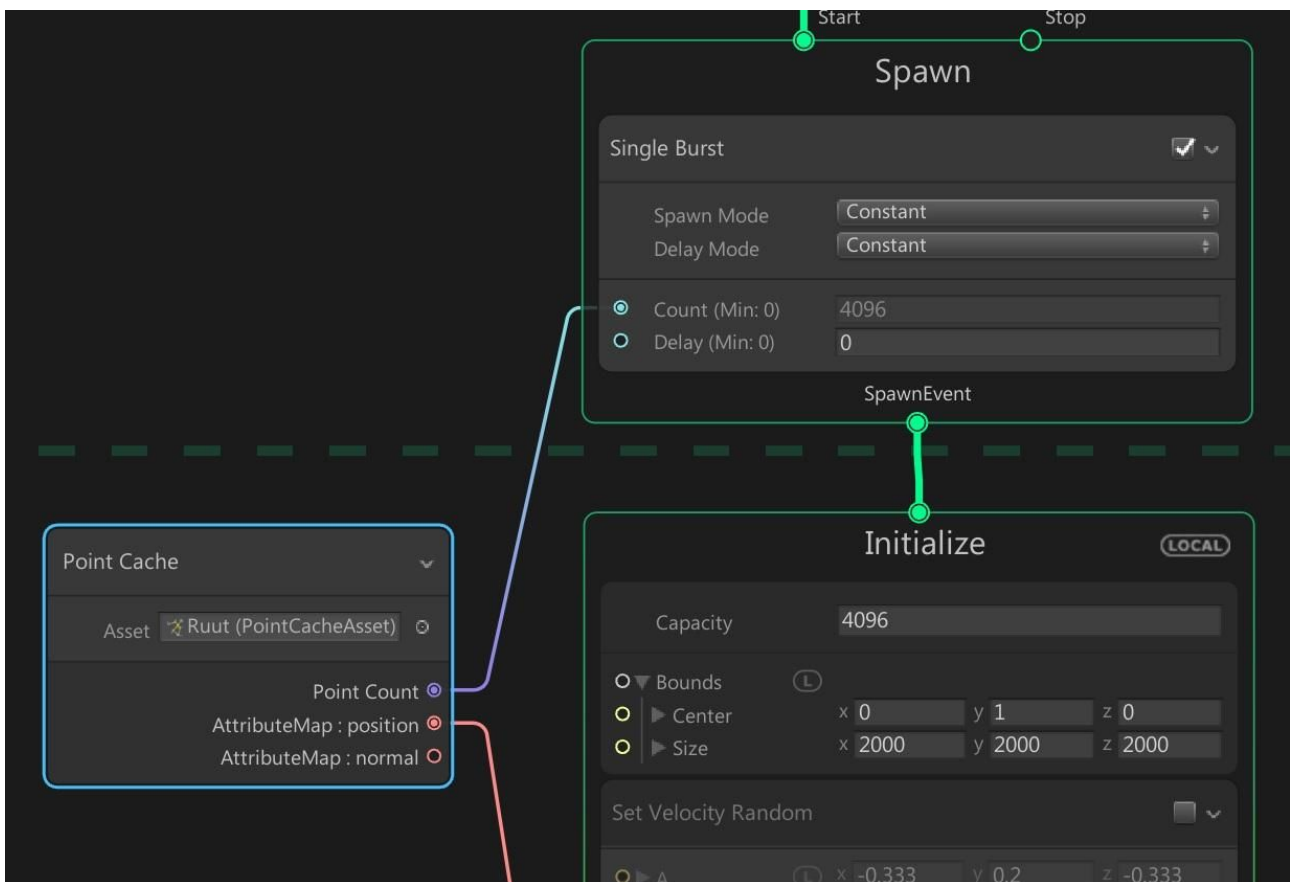 Start Stop
Spawn
Single Burst
Spawn Mode Constant
Delay Mode Constant
Count (Min: 0) 4096
Delay (Min: 0) 0
SpawnEvent
Point Cache
Asset Ruut (PointCacheAsset)
Point Count
AttributeMap : position
AttributeMap : normal
Initialize LOCAL
Capacity 4096
Bounds L
Center x 0 y 1 z 0
Size x 2000 y 2000 z 2000
Set Velocity Random
A L x -0.333 y 0.2 z -0.333